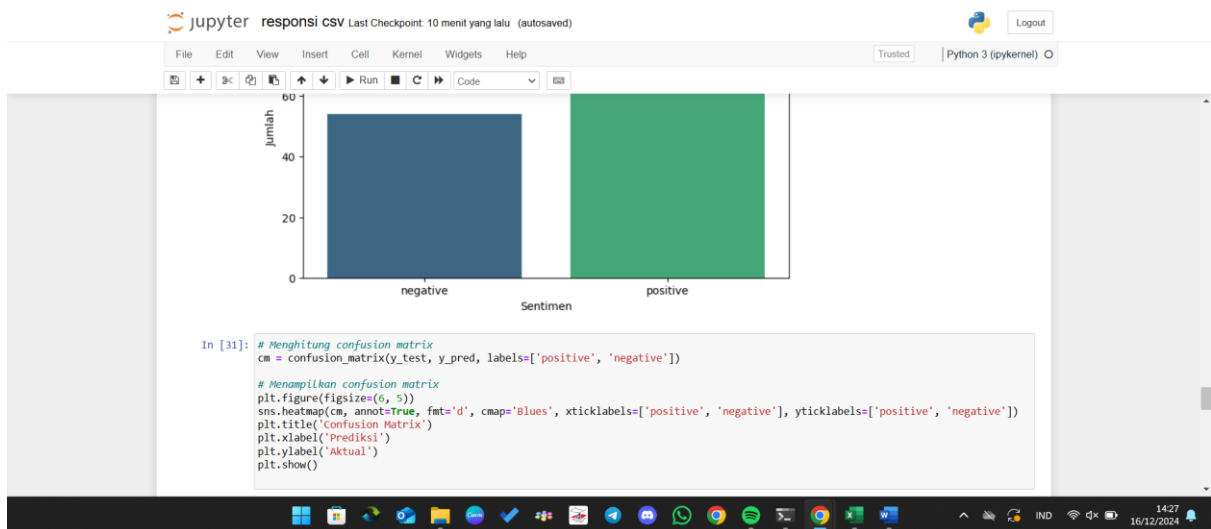 jupyter responsi csv Last Checkpoint: 10 menit yang lalu (autosaved)
Logout
File Edit View Insert Cell Kernel Widgets Help
Trusted Python 3 (ipykernel)
Run Code
60
40
20
0
Jumlah
negative positive
Sentimen
In [31]: # Menghitung confusion matrix
cm = confusion_matrix(y_test, y_pred, labels=['positive', 'negative'])
# Menampilkan confusion matrix
plt.figure(figsize=(6, 5))
sns.heatmap(cm, annot=True, fmt='d', cmap='Blues', xticklabels=['positive', 'negative'], yticklabels=['positive', 'negative'])
plt.title('Confusion Matrix')
plt.xlabel('Prediksi')
plt.ylabel('Aktual')
plt.show()
IND
14:27
16/12/2024